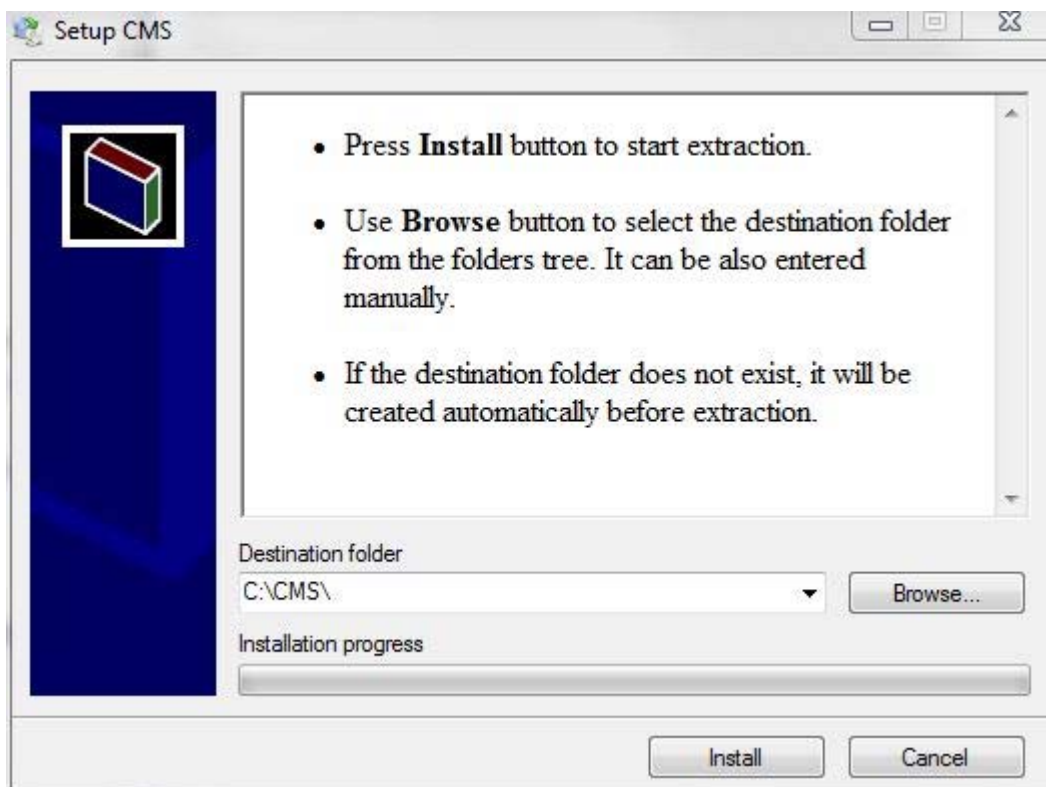 Setup CMS
• Press Install button to start extraction.
• Use Browse button to select the destination folder
from the folders tree. It can be also entered
manually.
• If the destination folder does not exist, it will be
created automatically before extraction.
Destination folder
C:\CMS\
Browse...
Installation progress
Install
Cancel